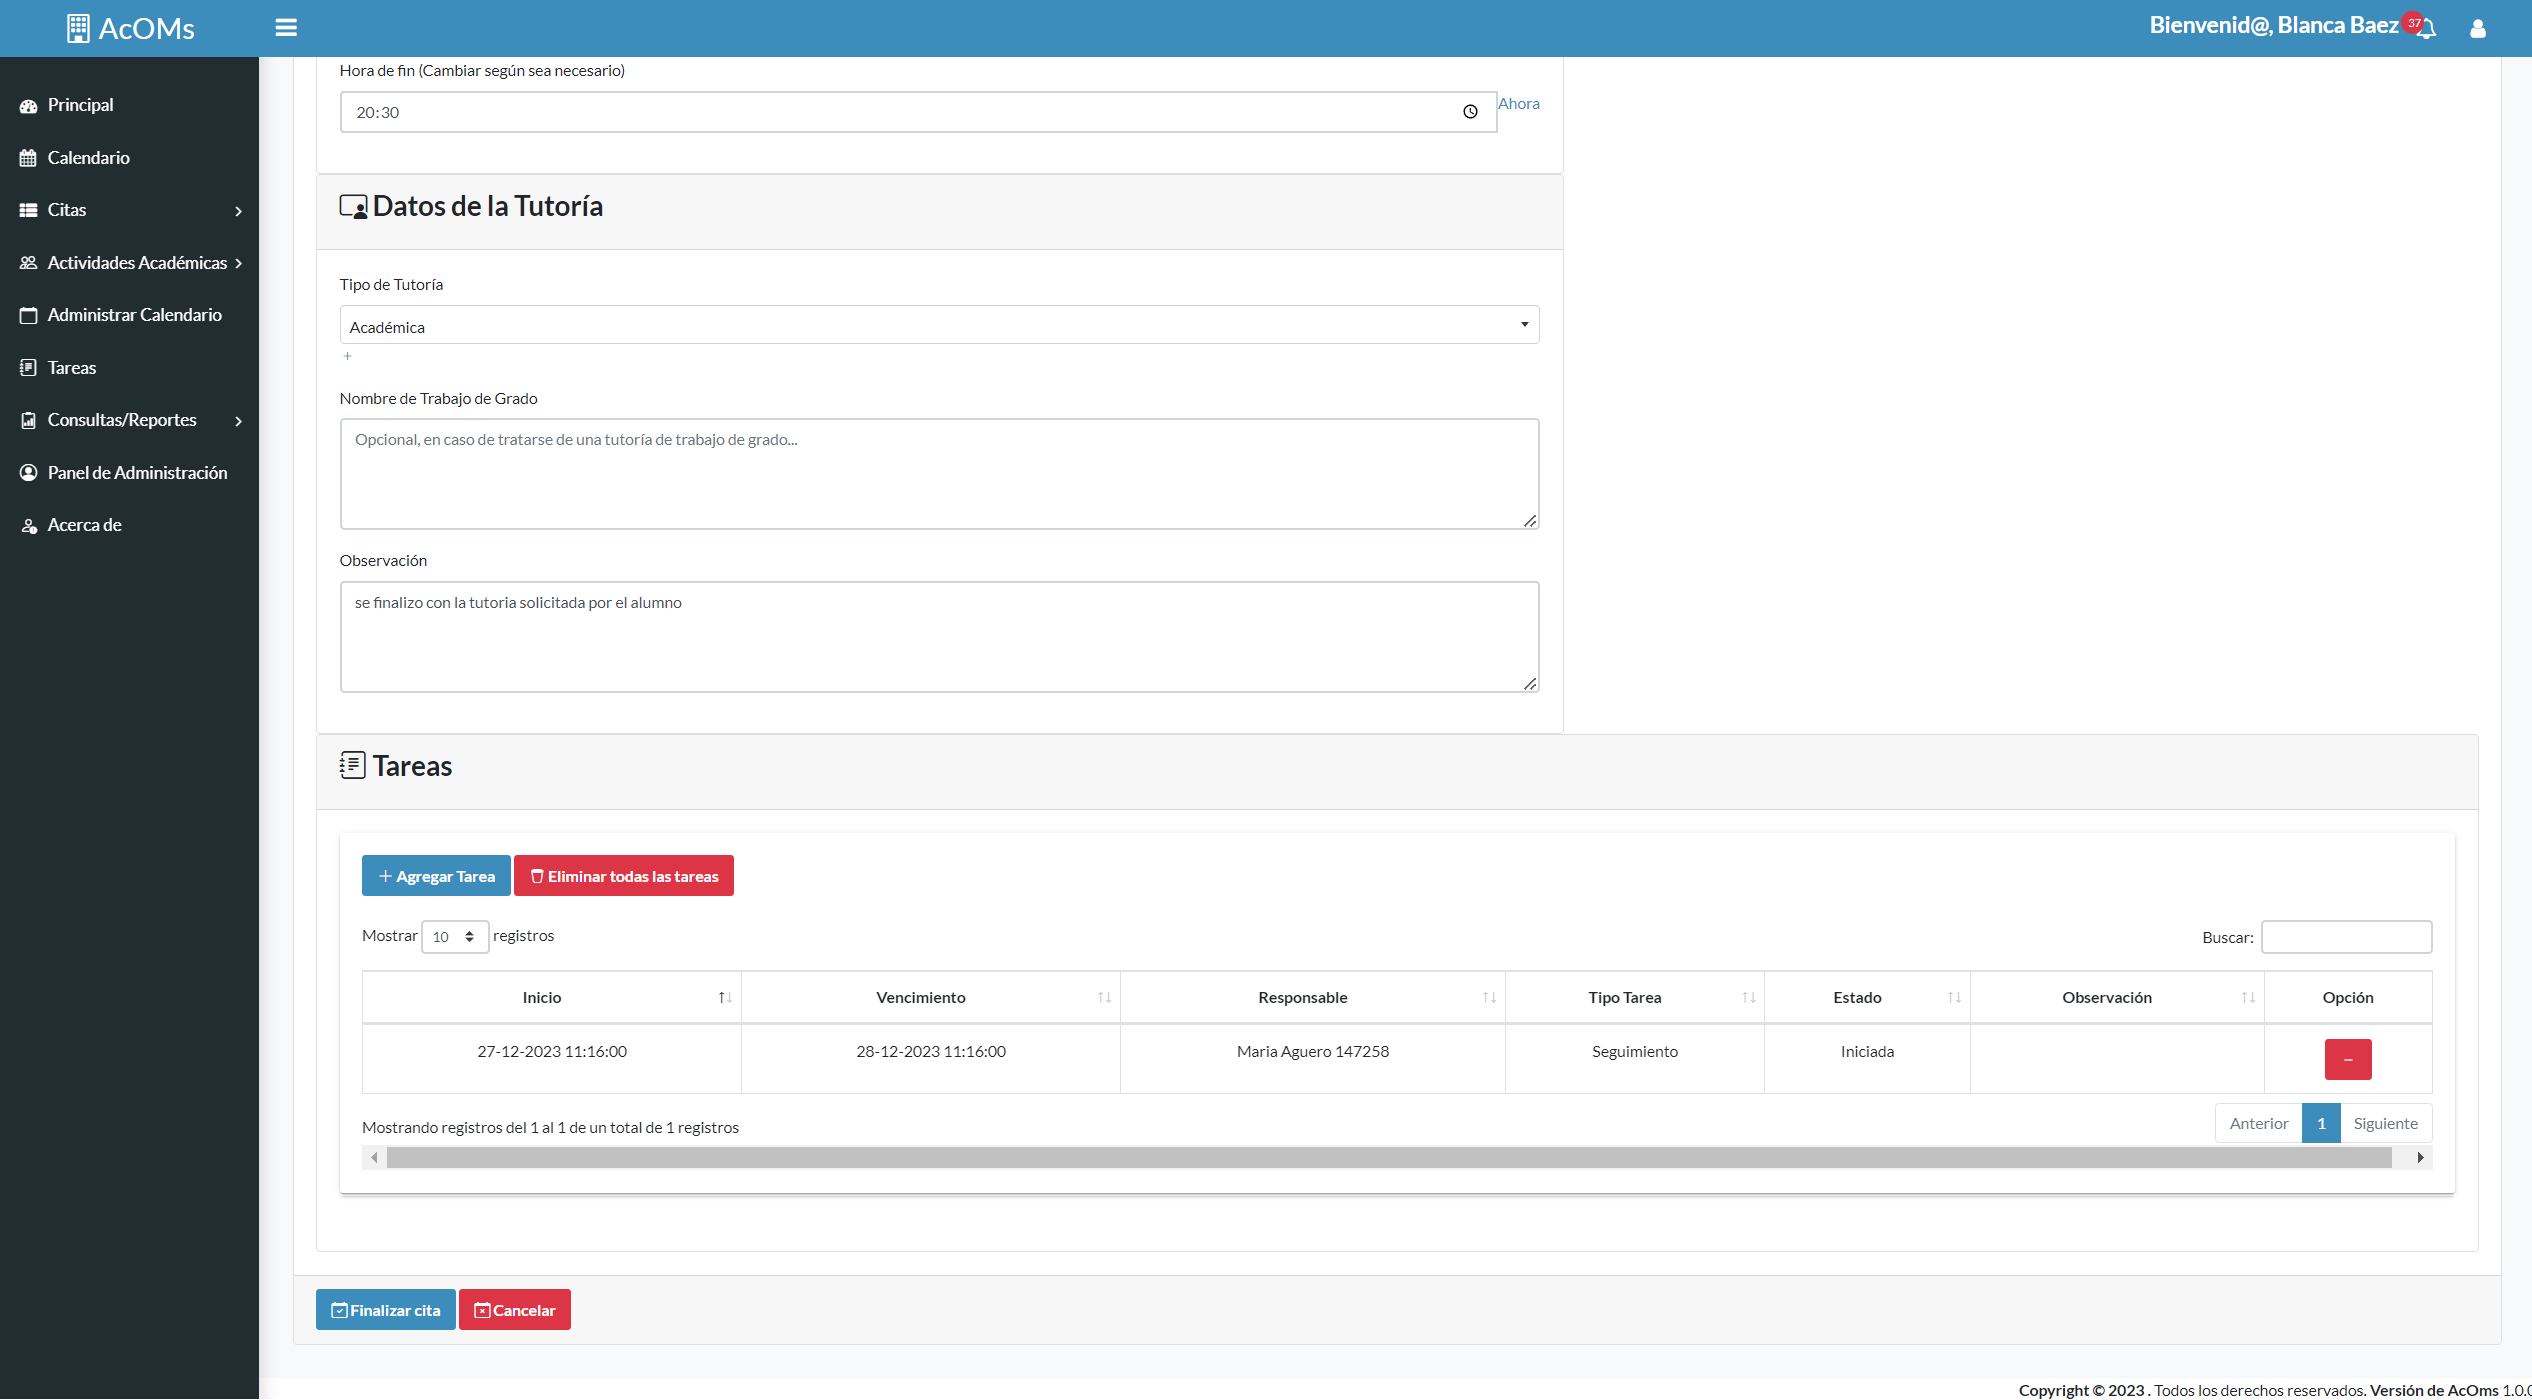 AcOMs
Bienvenid@, Blanca Baez 37
Principal
Calendario
Citas
Actividades Académicas
Administrar Calendario
Tareas
Consultas/Reportes
Panel de Administración
Acerca de
Hora de fin (Cambiar según sea necesario)
20:30
Ahora
Datos de la Tutoría
Tipo de Tutoría
Académica
+
Nombre de Trabajo de Grado
Opcional, en caso de tratarse de una tutoría de trabajo de grado...
Observación
se finalizo con la tutoria solicitada por el alumno
Tareas
+ Agregar Tarea Eliminar todas las tareas
Mostrar 10 registros
Buscar:
Inicio Vencimiento Responsable Tipo Tarea Estado Observación Opción
27-12-2023 11:16:00 28-12-2023 11:16:00 Maria Aguero 147258 Seguimiento Iniciada −
Mostrando registros del 1 al 1 de un total de 1 registros
Anterior 1 Siguiente
Finalizar cita Cancelar
Copyright © 2023 . Todos los derechos reservados. Versión de AcOms 1.0.0